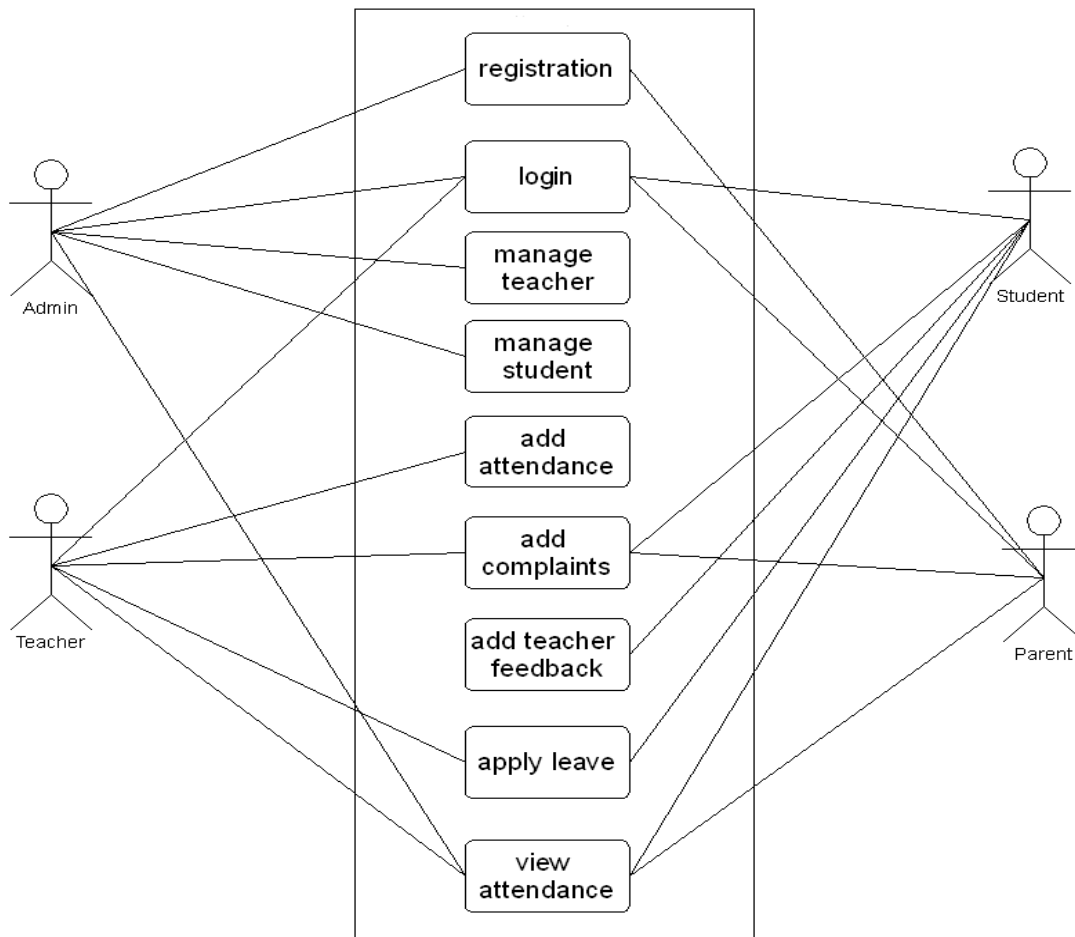 registration
login
manage
teacher
manage
student
add
attendance
add
complaints
add teacher
feedback
apply leave
view
attendance
Admin
Teacher
Student
Parent